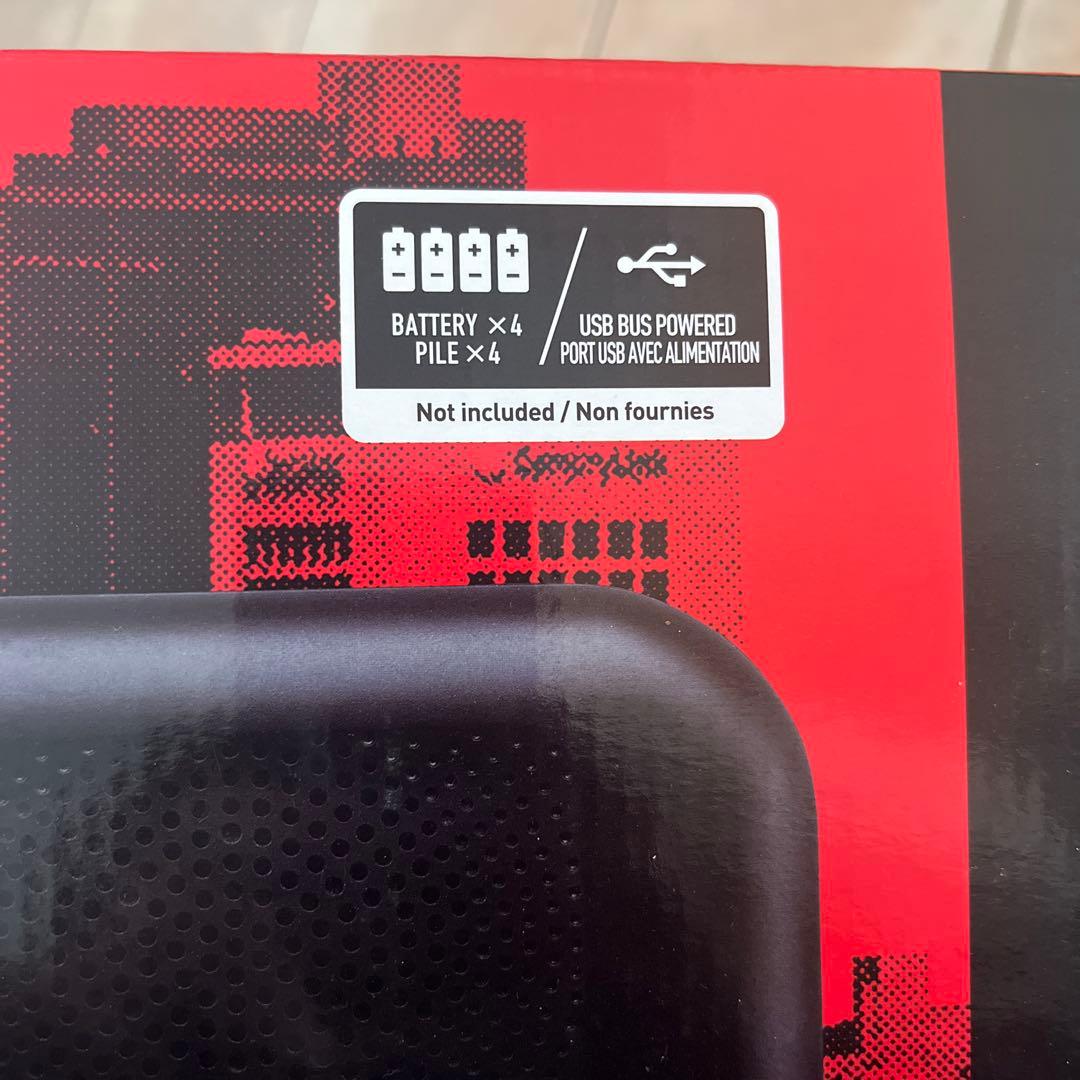 BATTERY ×4
PILE ×4
USB BUS POWERED
PORT USB AVEC ALIMENTATION
Not included / Non fournies